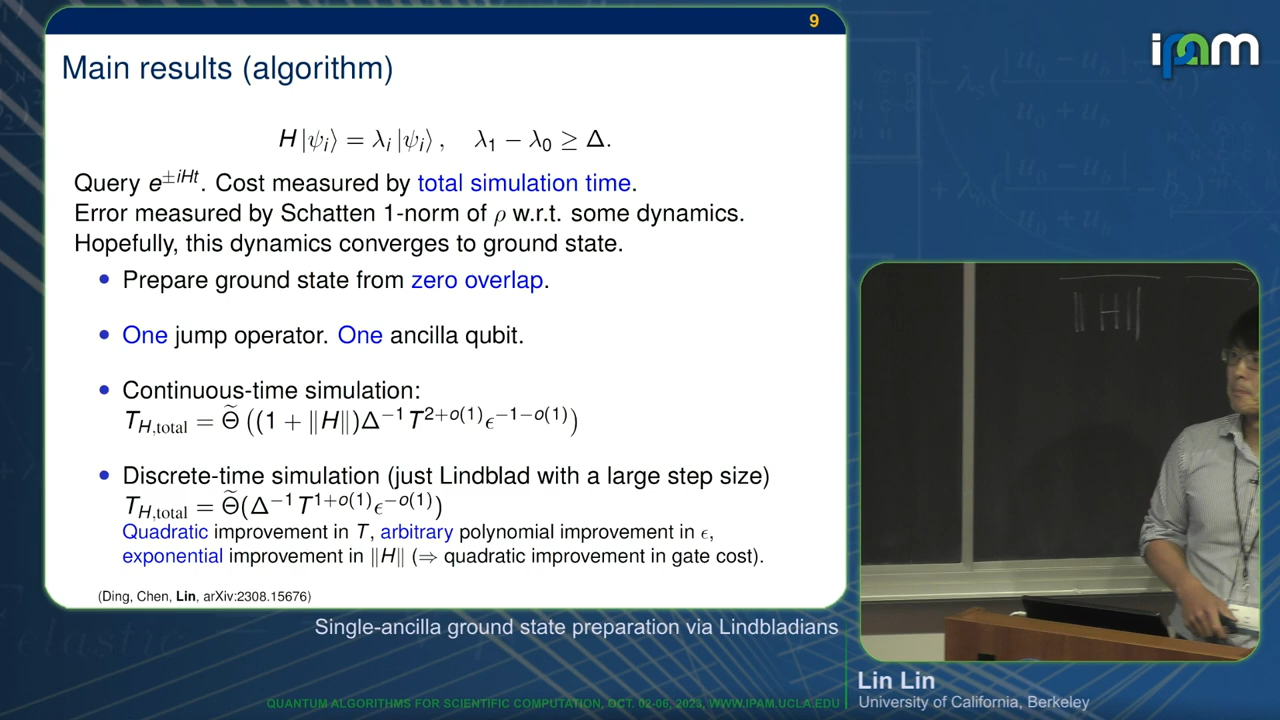 9
Main results (algorithm)
H|ψᵢ⟩ = λᵢ |ψᵢ⟩ , λ₁ − λ₀ ≥ Δ.
Query e^{±iHt}. Cost measured by total simulation time.
Error measured by Schatten 1-norm of ρ w.r.t. some dynamics.
Hopefully, this dynamics converges to ground state.
• Prepare ground state from zero overlap.
• One jump operator. One ancilla qubit.
• Continuous-time simulation:
T_{H,total} = Θ̃ ((1 + ‖H‖)Δ⁻¹ T^{2+o(1)} ϵ^{−1−o(1)})
• Discrete-time simulation (just Lindblad with a large step size)
T_{H,total} = Θ̃(Δ⁻¹ T^{1+o(1)} ϵ^{−o(1)})
Quadratic improvement in T, arbitrary polynomial improvement in ϵ,
exponential improvement in ‖H‖ (⇒ quadratic improvement in gate cost).
(Ding, Chen, Lin, arXiv:2308.15676)
ipam
‖H‖
Single-ancilla ground state preparation via Lindbladians
Lin Lin
University of California, Berkeley
QUANTUM ALGORITHMS FOR SCIENTIFIC COMPUTATION, OCT. 02-06, 2023, WWW.IPAM.UCLA.EDU